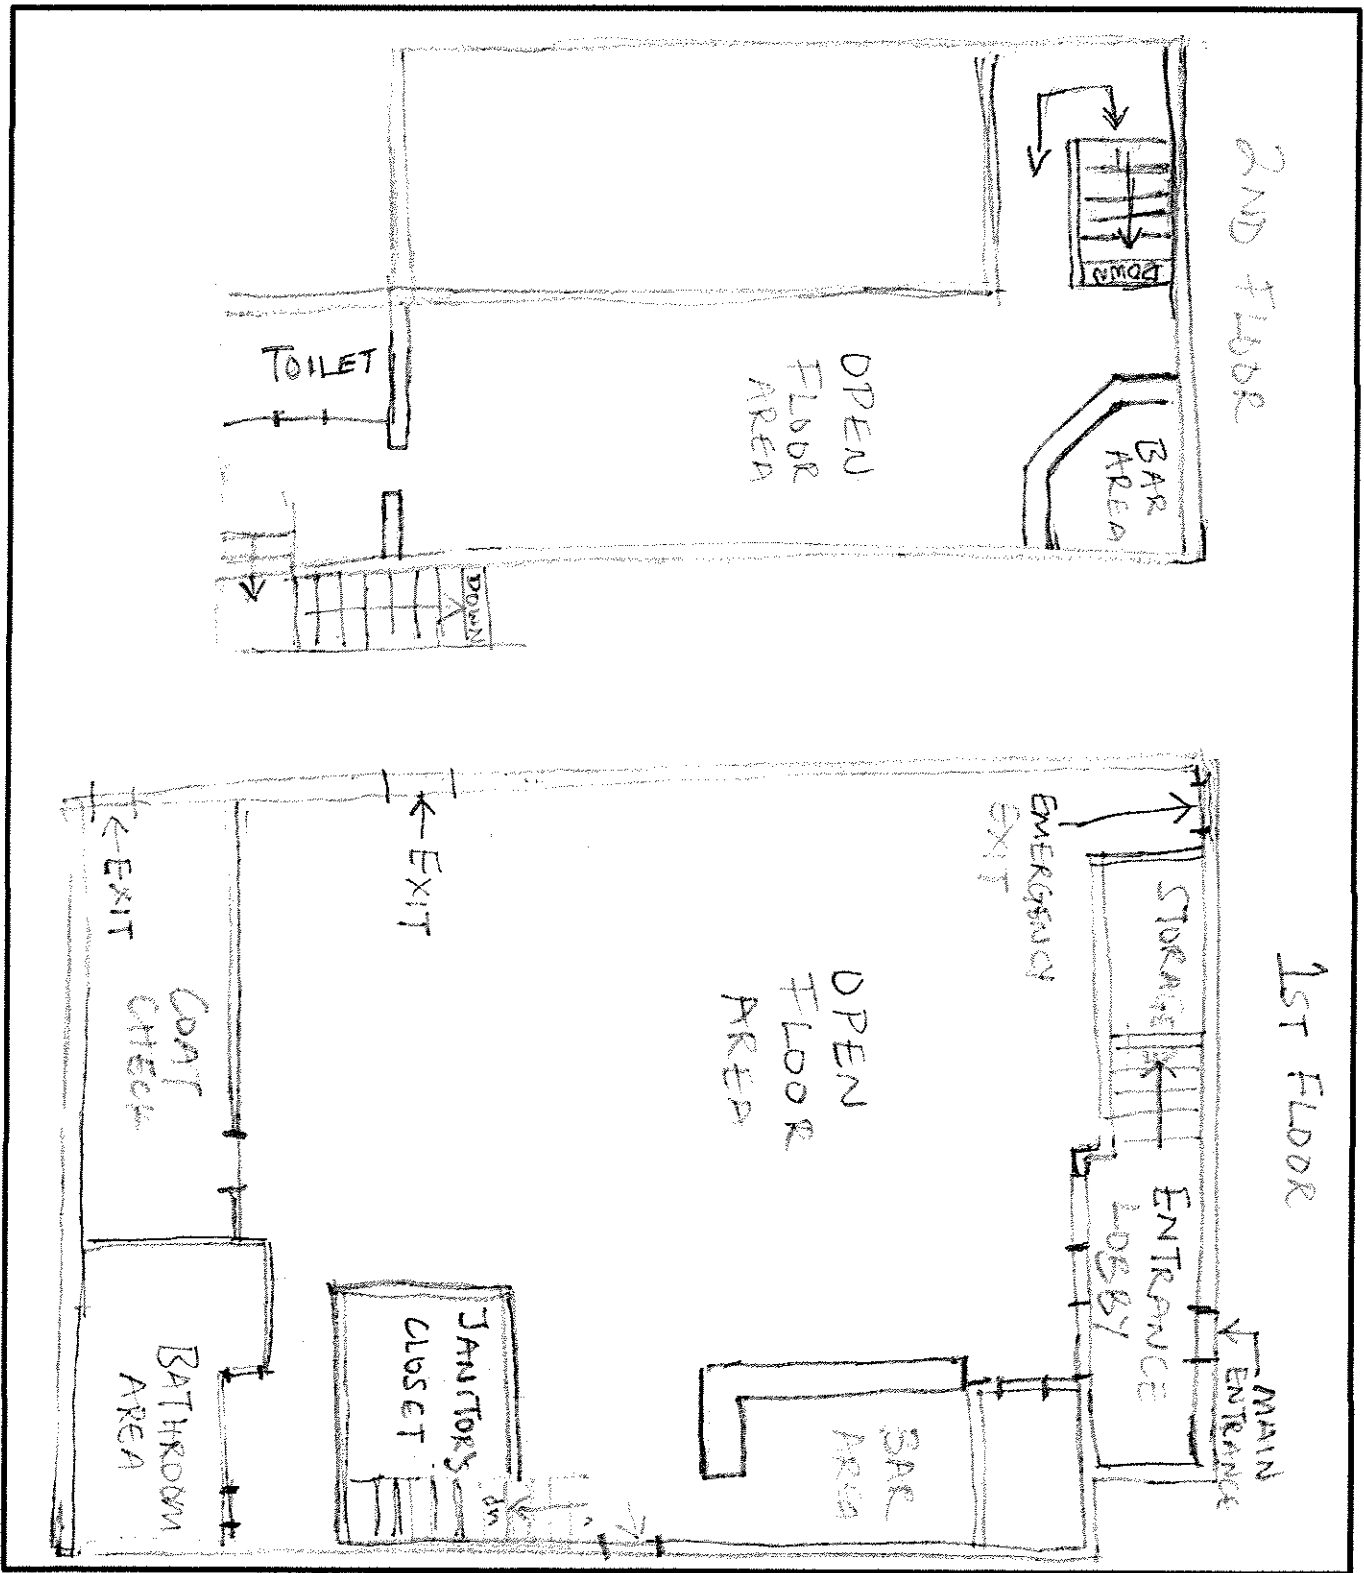 2ND FLOOR
DOWN
BAR
AREA
OPEN
FLOOR
AREA
TOILET
DOWN
1ST FLOOR
MAIN
ENTRANCE
EMERGENCY
EXIT
STORAGE
ENTRANCE
LOBBY
OPEN
FLOOR
AREA
BAR
AREA
← EXIT
JANITORS
CLOSET
dn
← EXIT
COAT
CHECK
BATHROOM
AREA